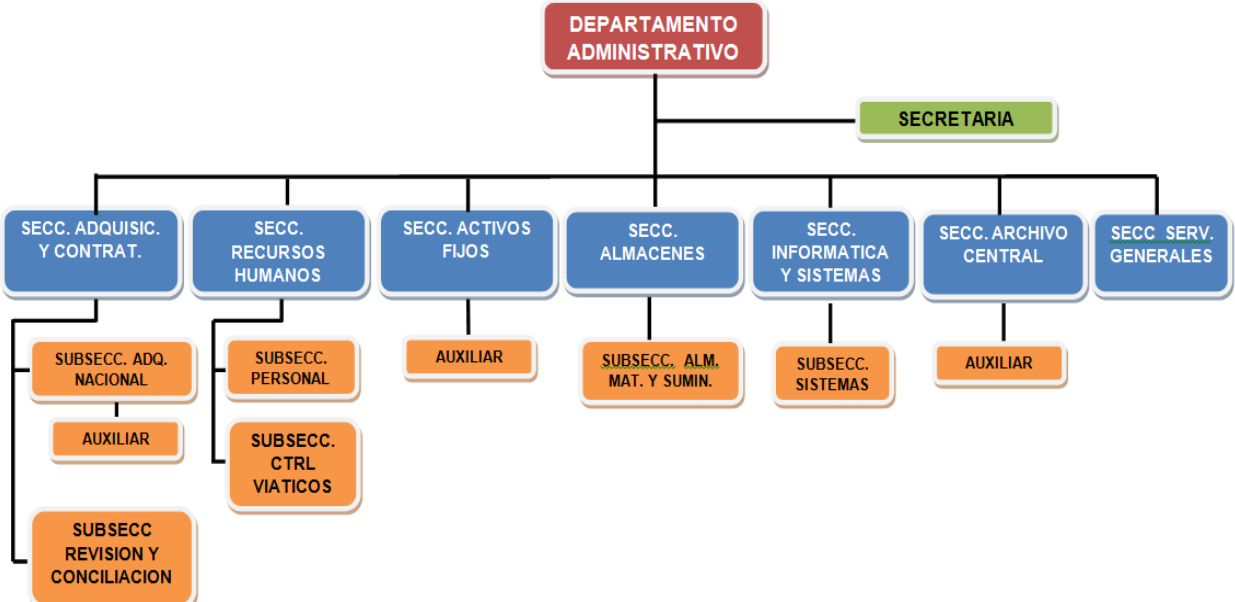 DEPARTAMENTO
ADMINISTRATIVO
SECRETARIA
SECC. ADQUISIC.
Y CONTRAT.
SECC.
RECURSOS
HUMANOS
SECC. ACTIVOS
FIJOS
SECC.
ALMACENES
SECC.
INFORMATICA
Y SISTEMAS
SECC. ARCHIVO
CENTRAL
SECC SERV.
GENERALES
SUBSECC. ADQ.
NACIONAL
AUXILIAR
SUBSECC
REVISION Y
CONCILIACION
SUBSECC.
PERSONAL
SUBSECC.
CTRL
VIATICOS
AUXILIAR
SUBSECC. ALM.
MAT. Y SUMIN.
SUBSECC.
SISTEMAS
AUXILIAR